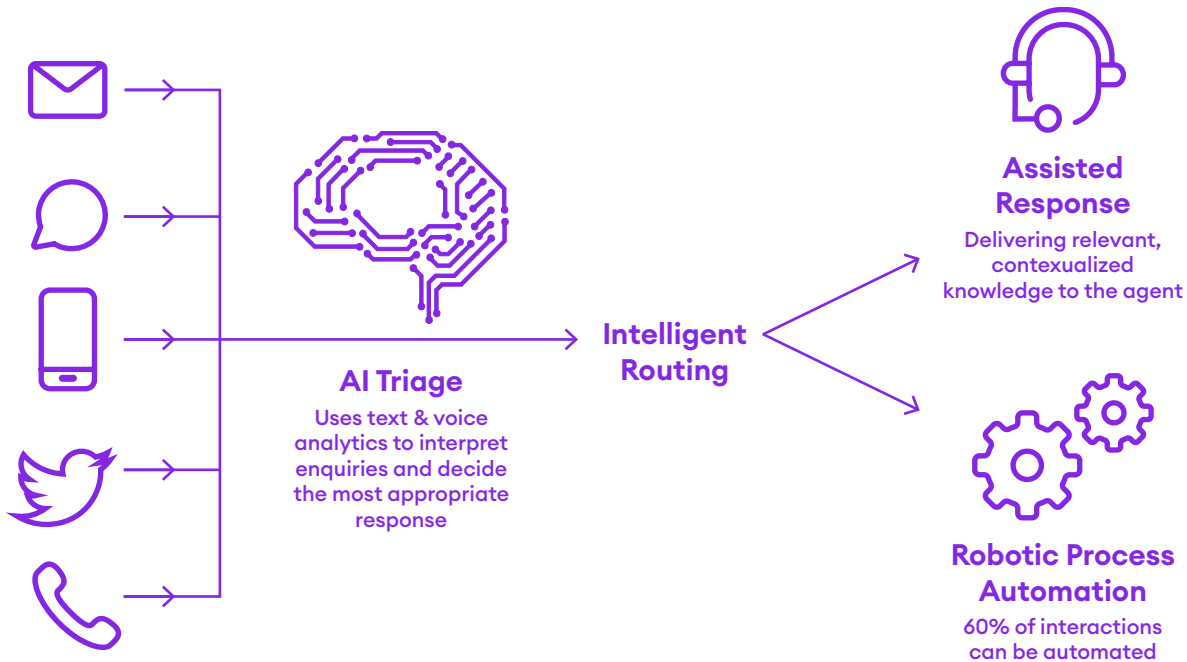 AI Triage
Uses text & voice
analytics to interpret
enquiries and decide
the most appropriate
response
Intelligent
Routing
Assisted
Response
Delivering relevant,
contexualized
knowledge to the agent
Robotic Process
Automation
60% of interactions
can be automated